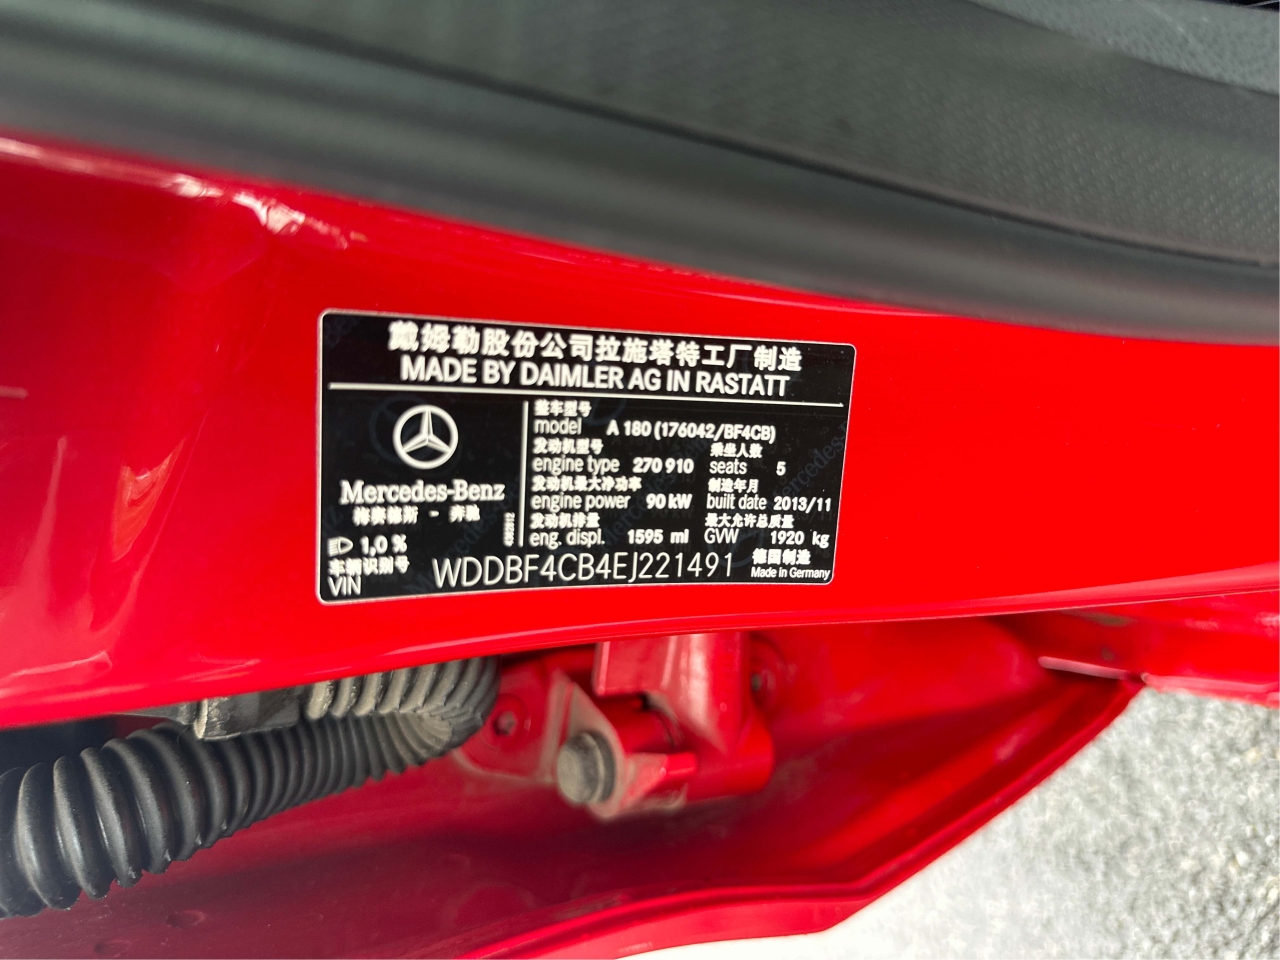 戴姆勒股份公司拉施塔特工厂制造
MADE BY DAIMLER AG IN RASTATT
整车型号
model A 180 (176042/BF4CB)
发动机型号 乘坐人数
engine type 270 910 seats 5
发动机最大净功率 制造年月
engine power 90 kW built date 2013/11
发动机排量 最大允许总质量
eng. displ. 1595 ml GVW 1920 kg
Mercedes-Benz
梅赛德斯 - 奔驰
1,0 %
车辆识别号
VIN WDDBF4CB4EJ221491
德国制造
Made in Germany